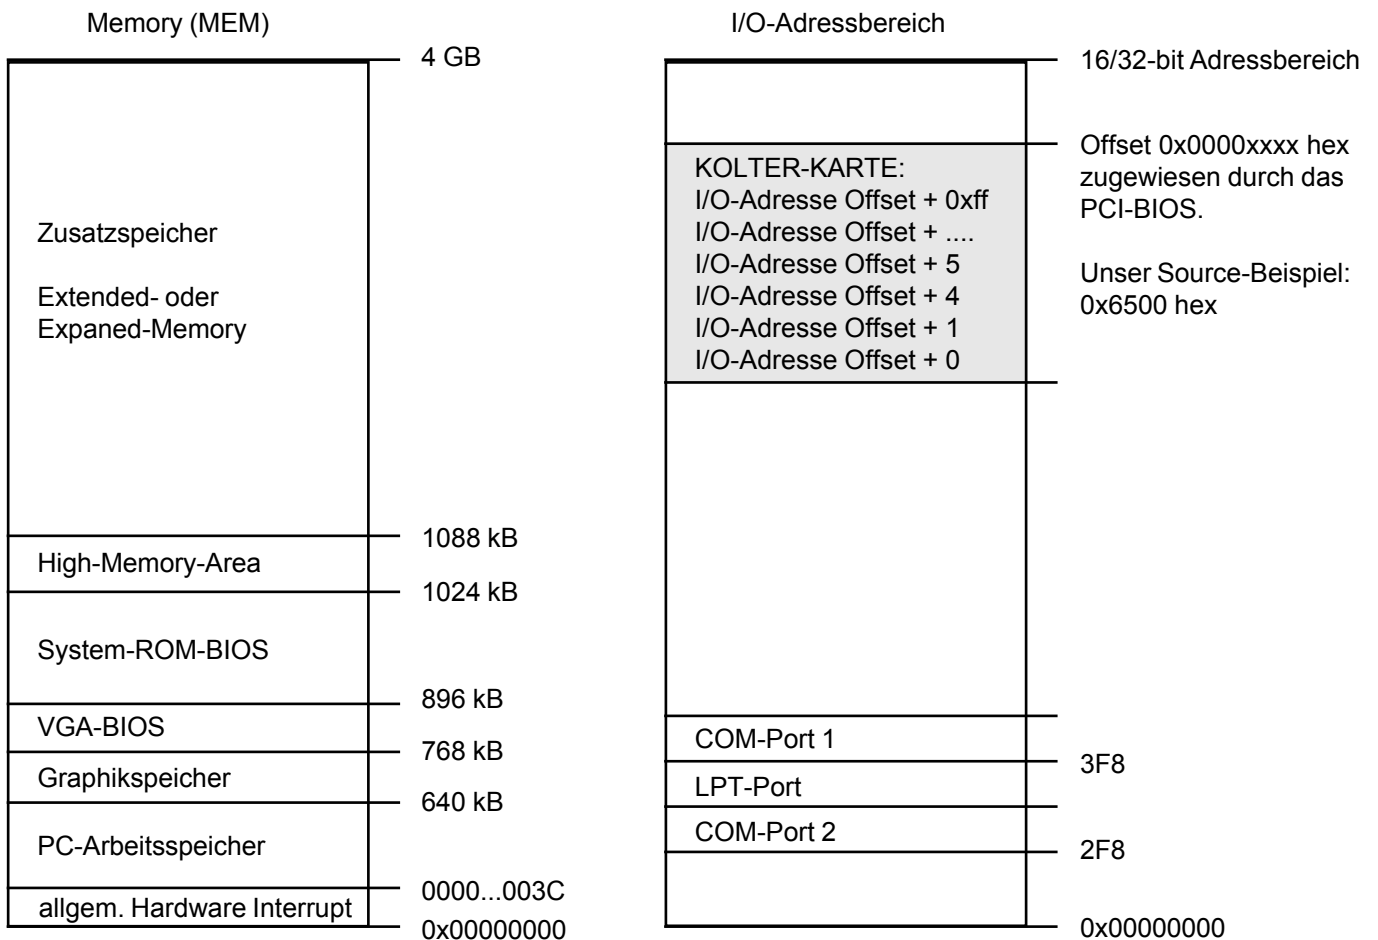 Memory (MEM)
4 GB
Zusatzspeicher
Extended- oder
Expaned-Memory
1088 kB
High-Memory-Area
1024 kB
System-ROM-BIOS
896 kB
VGA-BIOS
768 kB
Graphikspeicher
640 kB
PC-Arbeitsspeicher
0000...003C
allgem. Hardware Interrupt
0x00000000
I/O-Adressbereich
16/32-bit Adressbereich
KOLTER-KARTE:
I/O-Adresse Offset + 0xff
I/O-Adresse Offset + ....
I/O-Adresse Offset + 5
I/O-Adresse Offset + 4
I/O-Adresse Offset + 1
I/O-Adresse Offset + 0
Offset 0x0000xxxx hex
zugewiesen durch das
PCI-BIOS.
Unser Source-Beispiel:
0x6500 hex
COM-Port 1
3F8
LPT-Port
COM-Port 2
2F8
0x00000000